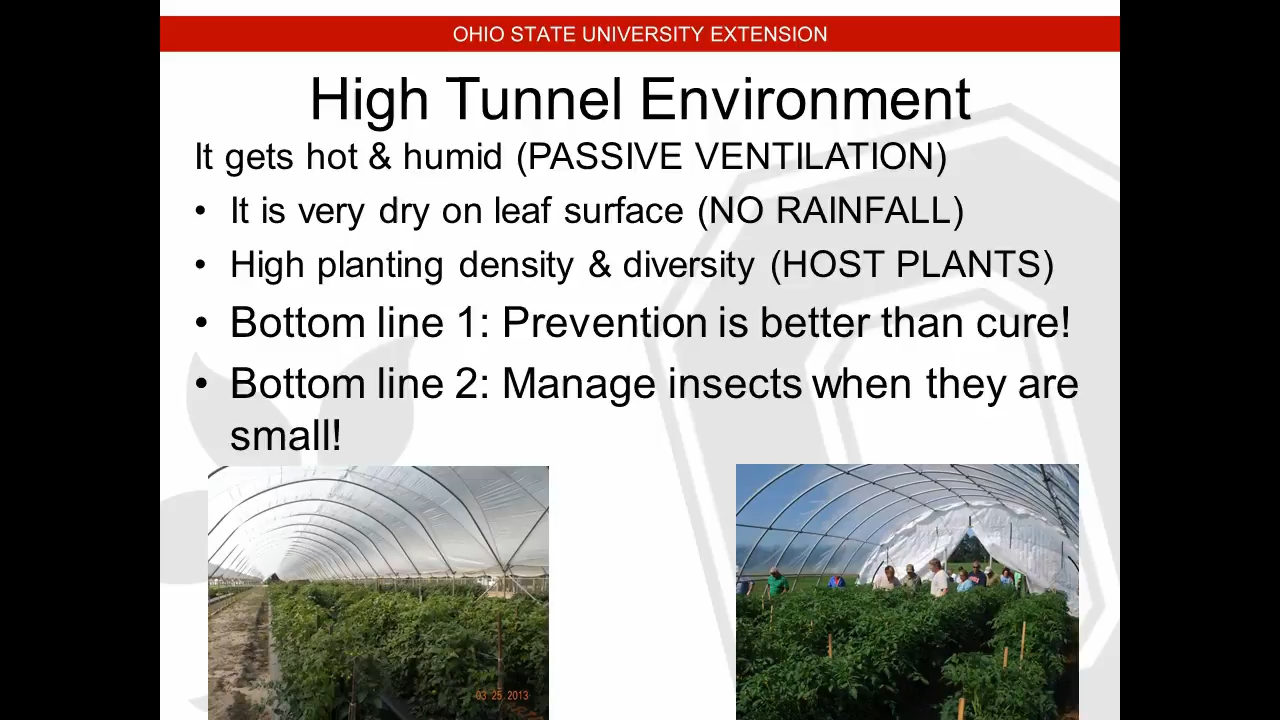 OHIO STATE UNIVERSITY EXTENSION
High Tunnel Environment
It gets hot & humid (PASSIVE VENTILATION)
• It is very dry on leaf surface (NO RAINFALL)
• High planting density & diversity (HOST PLANTS)
• Bottom line 1: Prevention is better than cure!
• Bottom line 2: Manage insects when they are
small!
03 25 2013